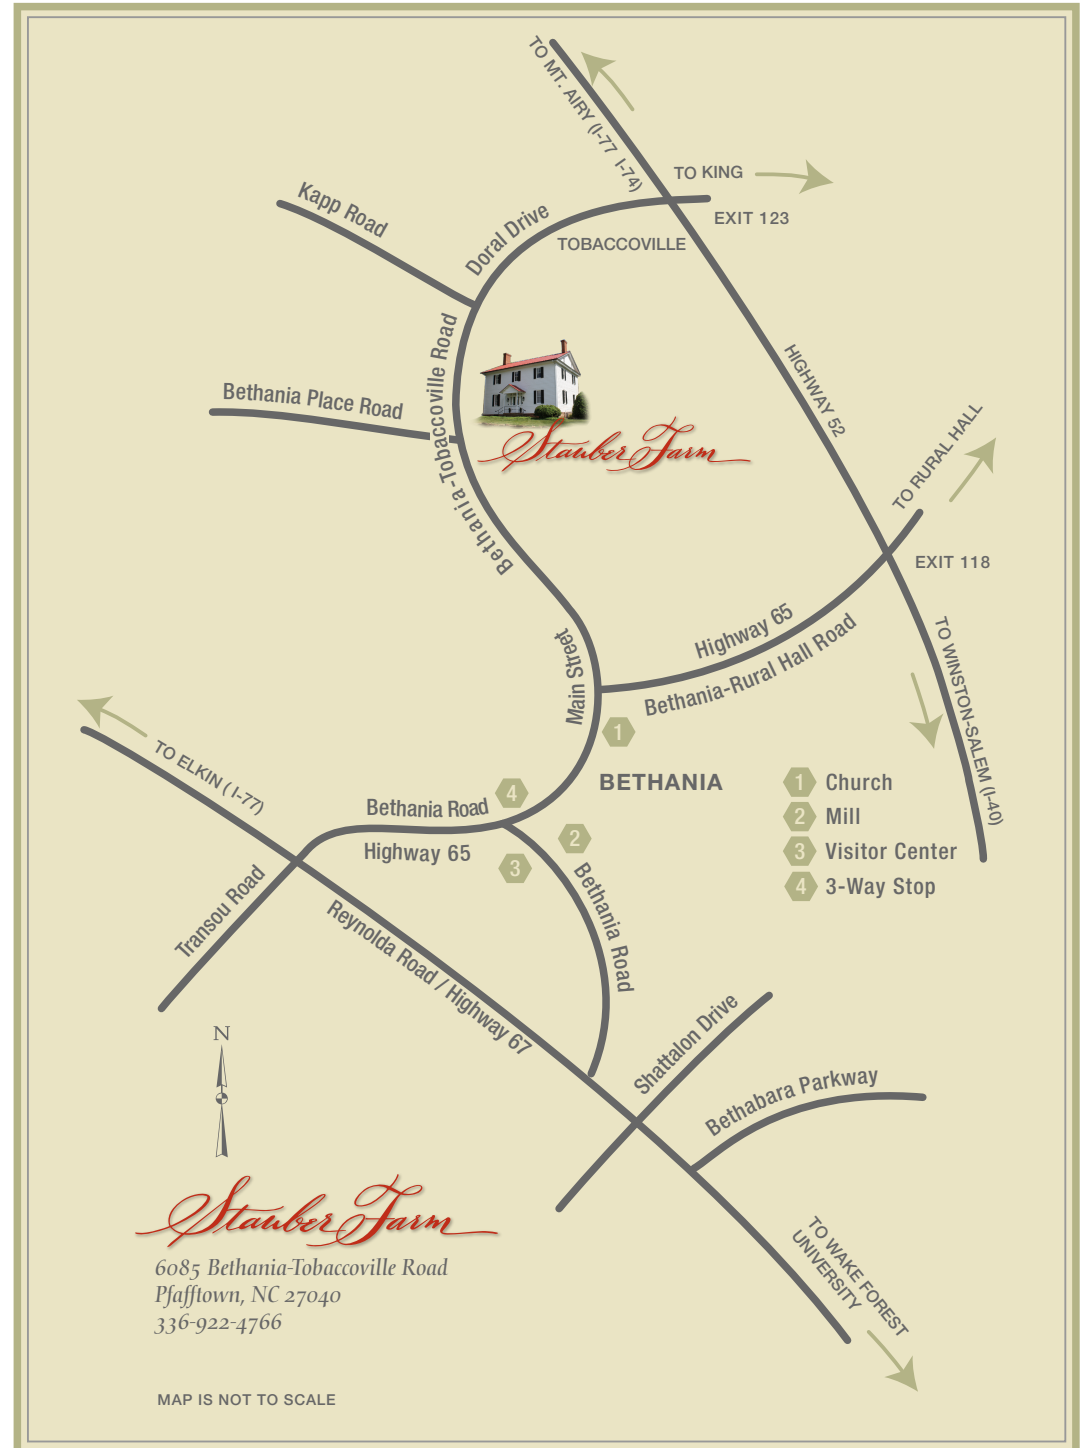 TO MT. AIRY (I-77 I-74)
TO KING
EXIT 123
Kapp Road
Doral Drive
TOBACCOVILLE
HIGHWAY 52
Bethania Place Road
Bethania-Tobaccoville Road
Stauber Farm
TO RURAL HALL
EXIT 118
Highway 65
Bethania-Rural Hall Road
Main Street
TO WINSTON-SALEM (I-40)
1
TO ELKIN ( I-77)
BETHANIA
1 Church
2 Mill
3 Visitor Center
4 3-Way Stop
Bethania Road
4
Highway 65
2
3
Bethania Road
Transou Road
Reynolda Road / Highway 67
Shattalon Drive
Bethabara Parkway
N
Stauber Farm
6085 Bethania-Tobaccoville Road
Pfafftown, NC 27040
336-922-4766
TO WAKE FOREST
UNIVERSITY
MAP IS NOT TO SCALE